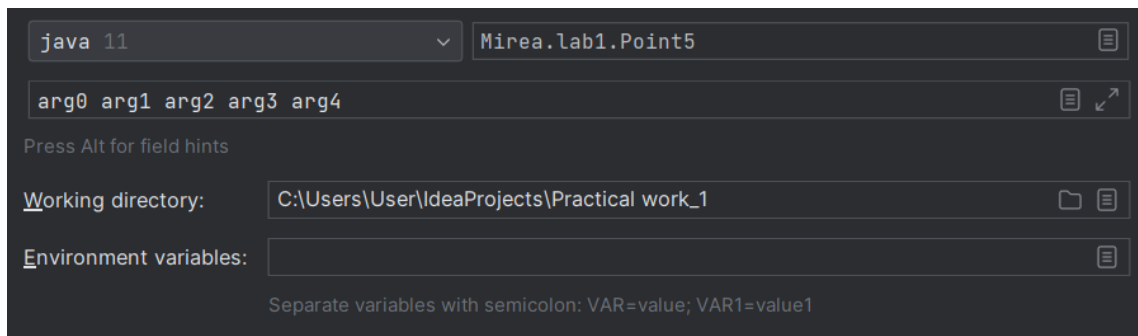 java 11 Mirea.lab1.Point5
arg0 arg1 arg2 arg3 arg4
Press Alt for field hints
Working directory: C:\Users\User\IdeaProjects\Practical work_1
Environment variables:
Separate variables with semicolon: VAR=value; VAR1=value1